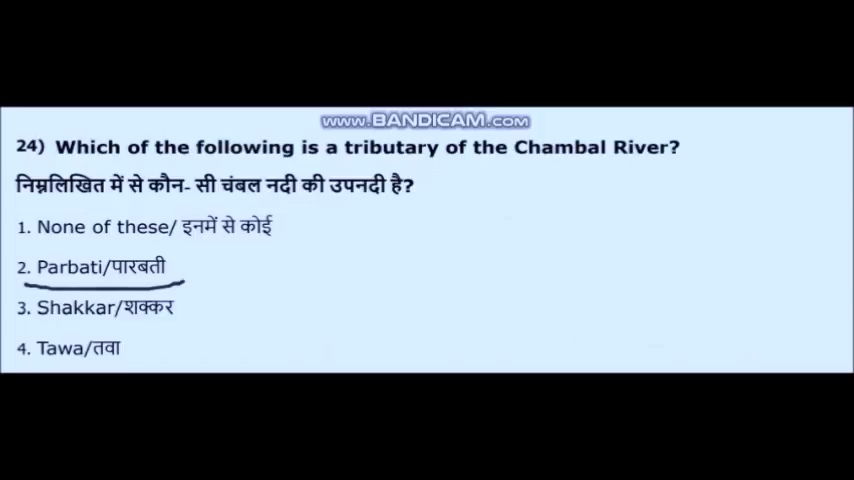 www.BANDICAM.com
24) Which of the following is a tributary of the Chambal River?
निम्नलिखित में से कौन- सी चंबल नदी की उपनदी है?
1. None of these/ इनमें से कोई
2. Parbati/पारबती
3. Shakkar/शक्कर
4. Tawa/तवा